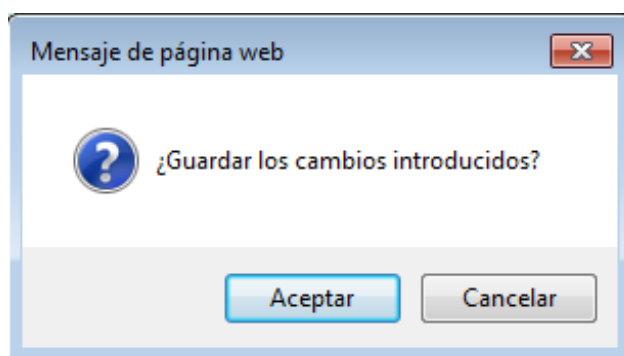 Mensaje de página web
¿Guardar los cambios introducidos?
Aceptar
Cancelar